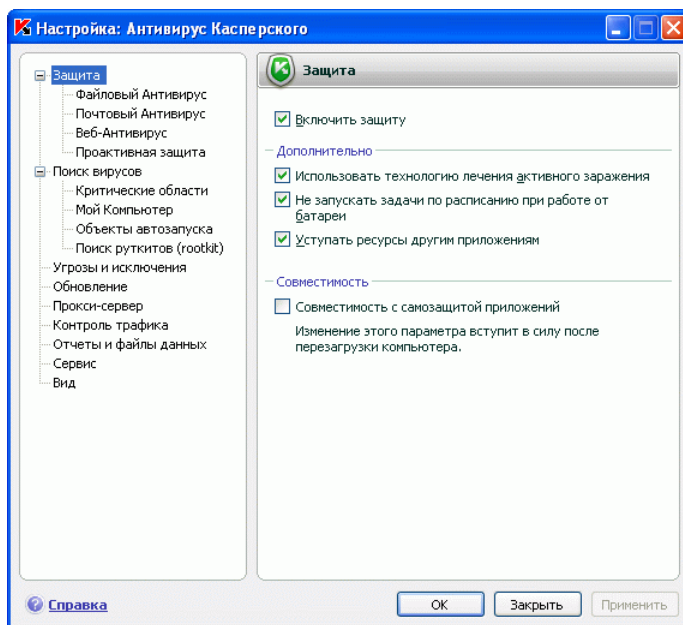 Настройка: Антивирус Касперского
Защита
Файловый Антивирус
Почтовый Антивирус
Веб-Антивирус
Проактивная защита
Поиск вирусов
Критические области
Мой Компьютер
Объекты автозапуска
Поиск руткитов (rootkit)
Угрозы и исключения
Обновление
Прокси-сервер
Контроль трафика
Отчеты и файлы данных
Сервис
Вид
Защита
Включить защиту
Дополнительно
Использовать технологию лечения активного заражения
Не запускать задачи по расписанию при работе от
батареи
Уступать ресурсы другим приложениям
Совместимость
Совместимость с самозащитой приложений
Изменение этого параметра вступит в силу после
перезагрузки компьютера.
Справка
ОК
Закрыть
Применить